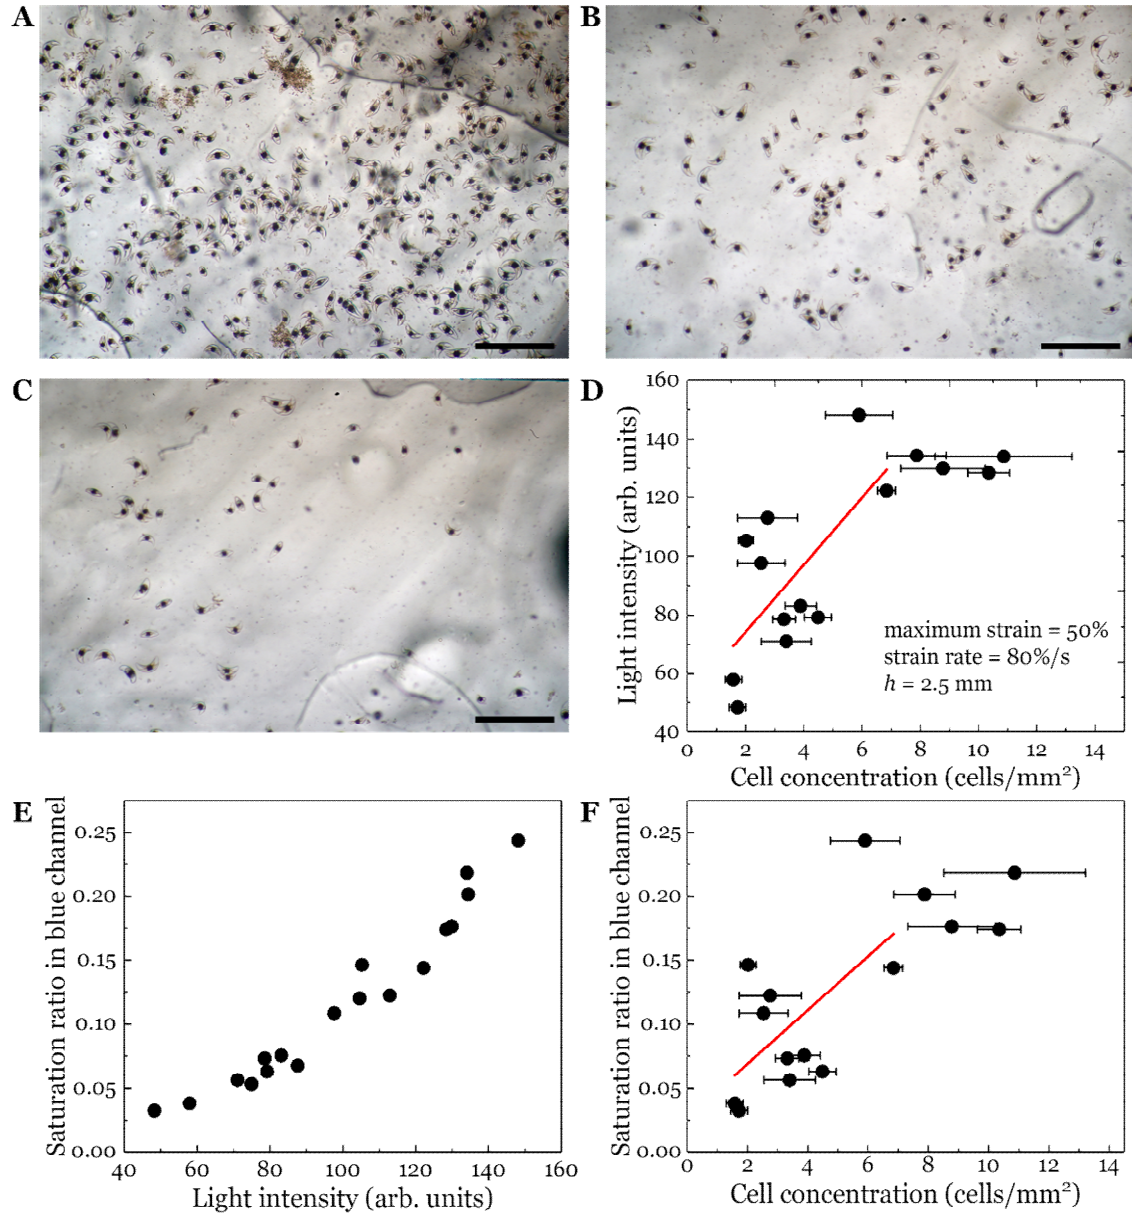 A
B
C
D
160
140
120
100
80
60
40
Light intensity (arb. units)
maximum strain = 50%
strain rate = 80%/s
h = 2.5 mm
0 2 4 6 8 10 12 14
Cell concentration (cells/mm²)
E
0.25
0.20
0.15
0.10
0.05
0.00
Saturation ratio in blue channel
40 60 80 100 120 140 160
Light intensity (arb. units)
F
0.25
0.20
0.15
0.10
0.05
0.00
Saturation ratio in blue channel
0 2 4 6 8 10 12 14
Cell concentration (cells/mm²)